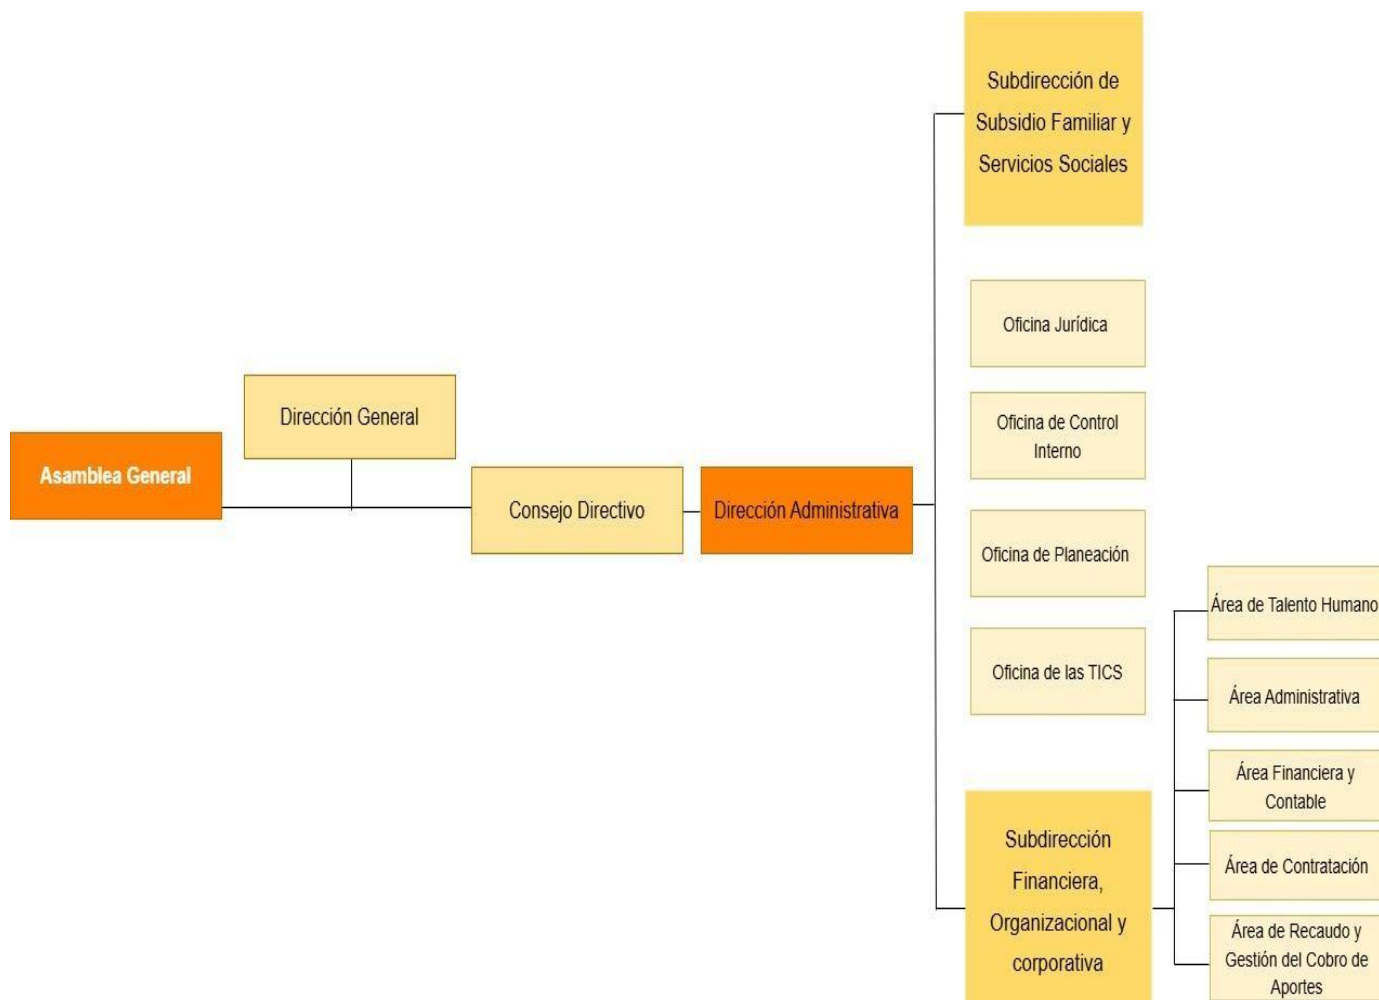 Subdirección de
Subsidio Familiar y
Servicios Sociales
Oficina Jurídica
Dirección General
Oficina de Control
Interno
Asamblea General
Consejo Directivo
Dirección Administrativa
Oficina de Planeación
Área de Talento Humano
Oficina de las TICS
Área Administrativa
Área Financiera y
Contable
Subdirección
Financiera,
Organizacional y
corporativa
Área de Contratación
Área de Recaudo y
Gestión del Cobro de
Aportes